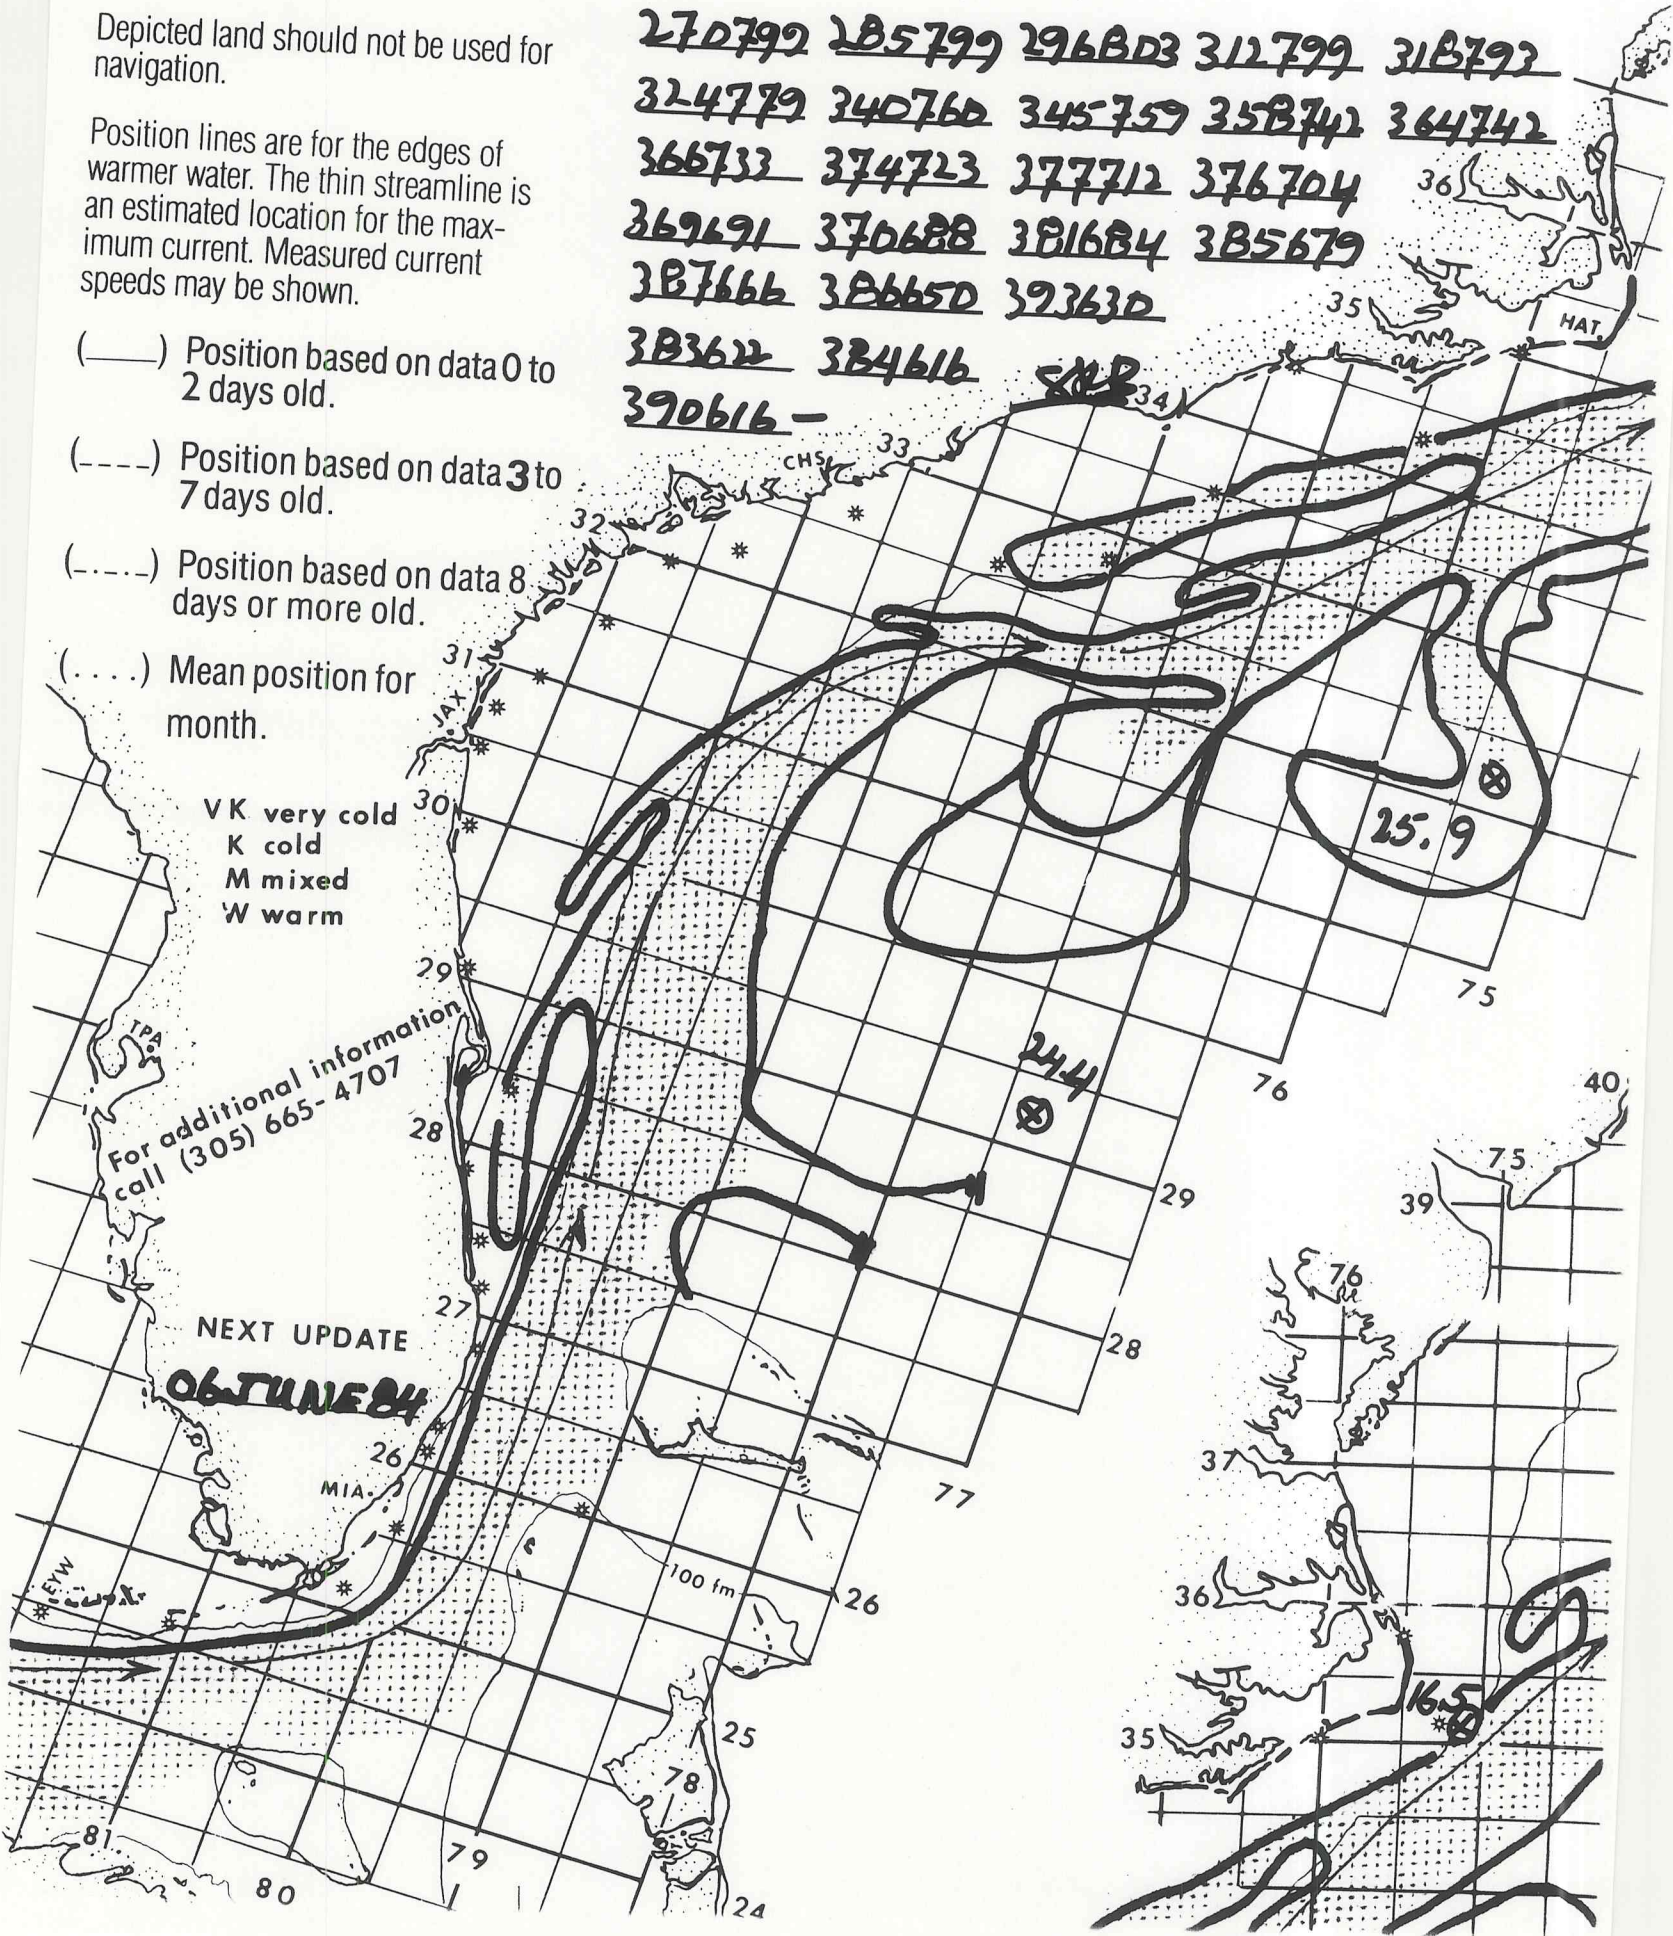 Depicted land should not be used for
navigation.
Position lines are for the edges of
warmer water. The thin streamline is
an estimated location for the max-
imum current. Measured current
speeds may be shown.
(____) Position based on data 0 to
2 days old.
(_ _ _ _) Position based on data 3 to
7 days old.
(_._._) Position based on data 8
days or more old.
(....) Mean position for
month.
270799 285799 296803 312799 318793
324779 340760 345759 358742 364742
366733 374723 377712 376704
369691 370688 381684 385679
387666 386650 393630
383622 384616
390616 -
36
35
HAT.
34
33
CHS
32
31
JAX
30
VK very cold
K cold
M mixed
W warm
25.9
29
75
TPA
For additional information
call (305) 665-4707
24.4
76
40
28
75
29
39
76
27
NEXT UPDATE
28
06 JUNE 84
26
37
MIA.
77
EYW
100 fm
26
36
16.5
25
35
78
81
79
80
24